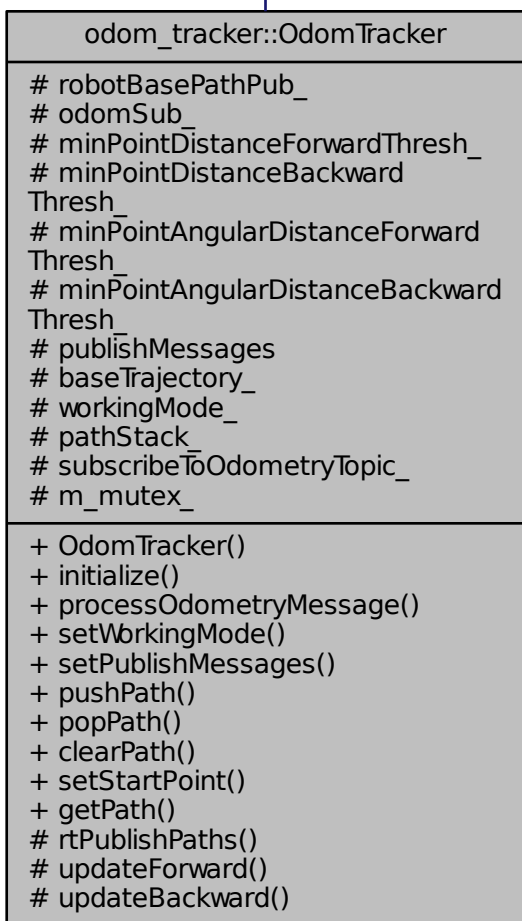 odom_tracker::OdomTracker
# robotBasePathPub_
# odomSub_
# minPointDistanceForwardThresh_
# minPointDistanceBackward
Thresh_
# minPointAngularDistanceForward
Thresh_
# minPointAngularDistanceBackward
Thresh_
# publishMessages
# baseTrajectory_
# workingMode_
# pathStack_
# subscribeToOdometryTopic_
# m_mutex_
+ OdomTracker()
+ initialize()
+ processOdometryMessage()
+ setWorkingMode()
+ setPublishMessages()
+ pushPath()
+ popPath()
+ clearPath()
+ setStartPoint()
+ getPath()
# rtPublishPaths()
# updateForward()
# updateBackward()